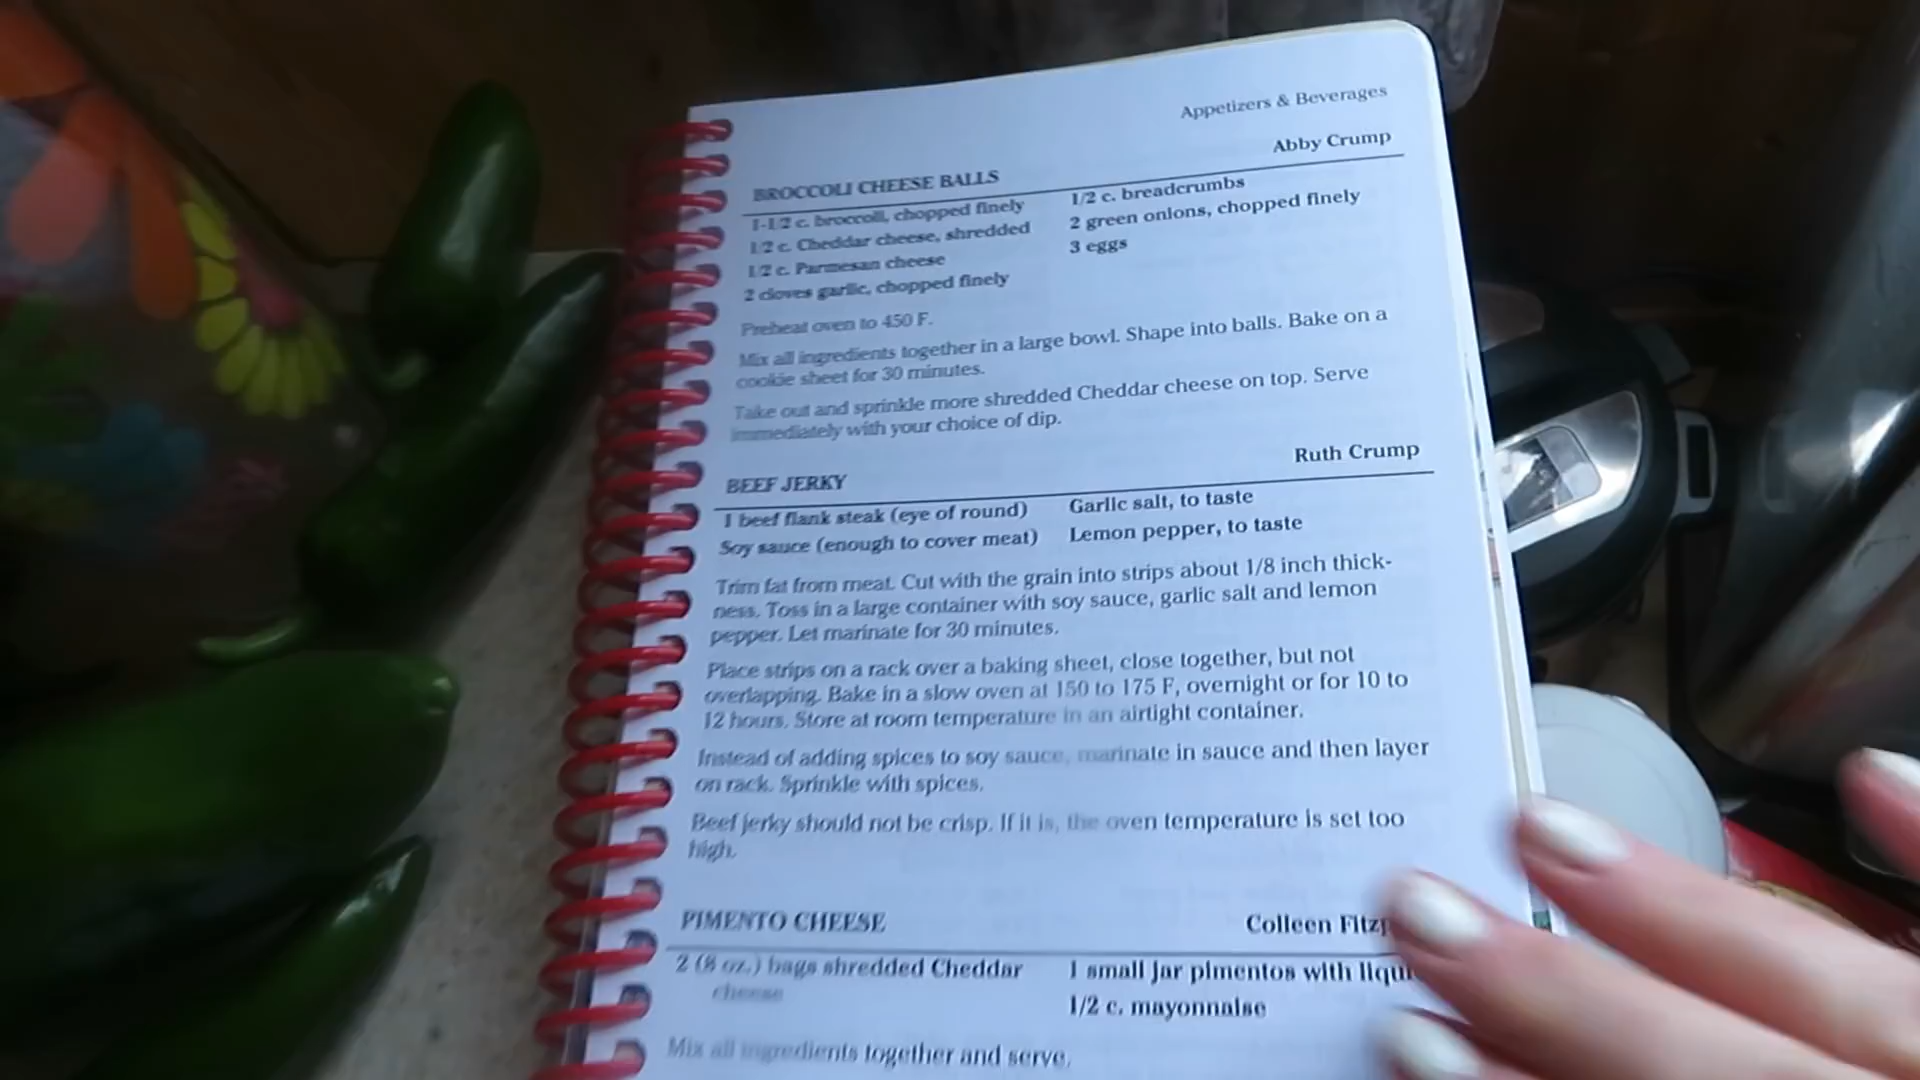 Appetizers & Beverages
BROCCOLI CHEESE BALLS Abby Crump
1-1/2 c. broccoli, chopped finely
1/2 c. Cheddar cheese, shredded
1/2 c. Parmesan cheese
2 cloves garlic, chopped finely
1/2 c. breadcrumbs
2 green onions, chopped finely
3 eggs
Preheat oven to 450 F.
Mix all ingredients together in a large bowl. Shape into balls. Bake on a
cookie sheet for 30 minutes.
Take out and sprinkle more shredded Cheddar cheese on top. Serve
immediately with your choice of dip.
BEEF JERKY Ruth Crump
1 beef flank steak (eye of round)
Soy sauce (enough to cover meat)
Garlic salt, to taste
Lemon pepper, to taste
Trim fat from meat. Cut with the grain into strips about 1/8 inch thick-
ness. Toss in a large container with soy sauce, garlic salt and lemon
pepper. Let marinate for 30 minutes.
Place strips on a rack over a baking sheet, close together, but not
overlapping. Bake in a slow oven at 150 to 175 F, overnight or for 10 to
12 hours. Store at room temperature in an airtight container.
Instead of adding spices to soy sauce, marinate in sauce and then layer
on rack. Sprinkle with spices.
Beef jerky should not be crisp. If it is, the oven temperature is set too
high.
PIMENTO CHEESE Colleen
2 (8 oz.) bags shredded Cheddar
cheese
1 small jar pimentos with
1/2 c. mayonnaise
Mix all ingredients together and serve.